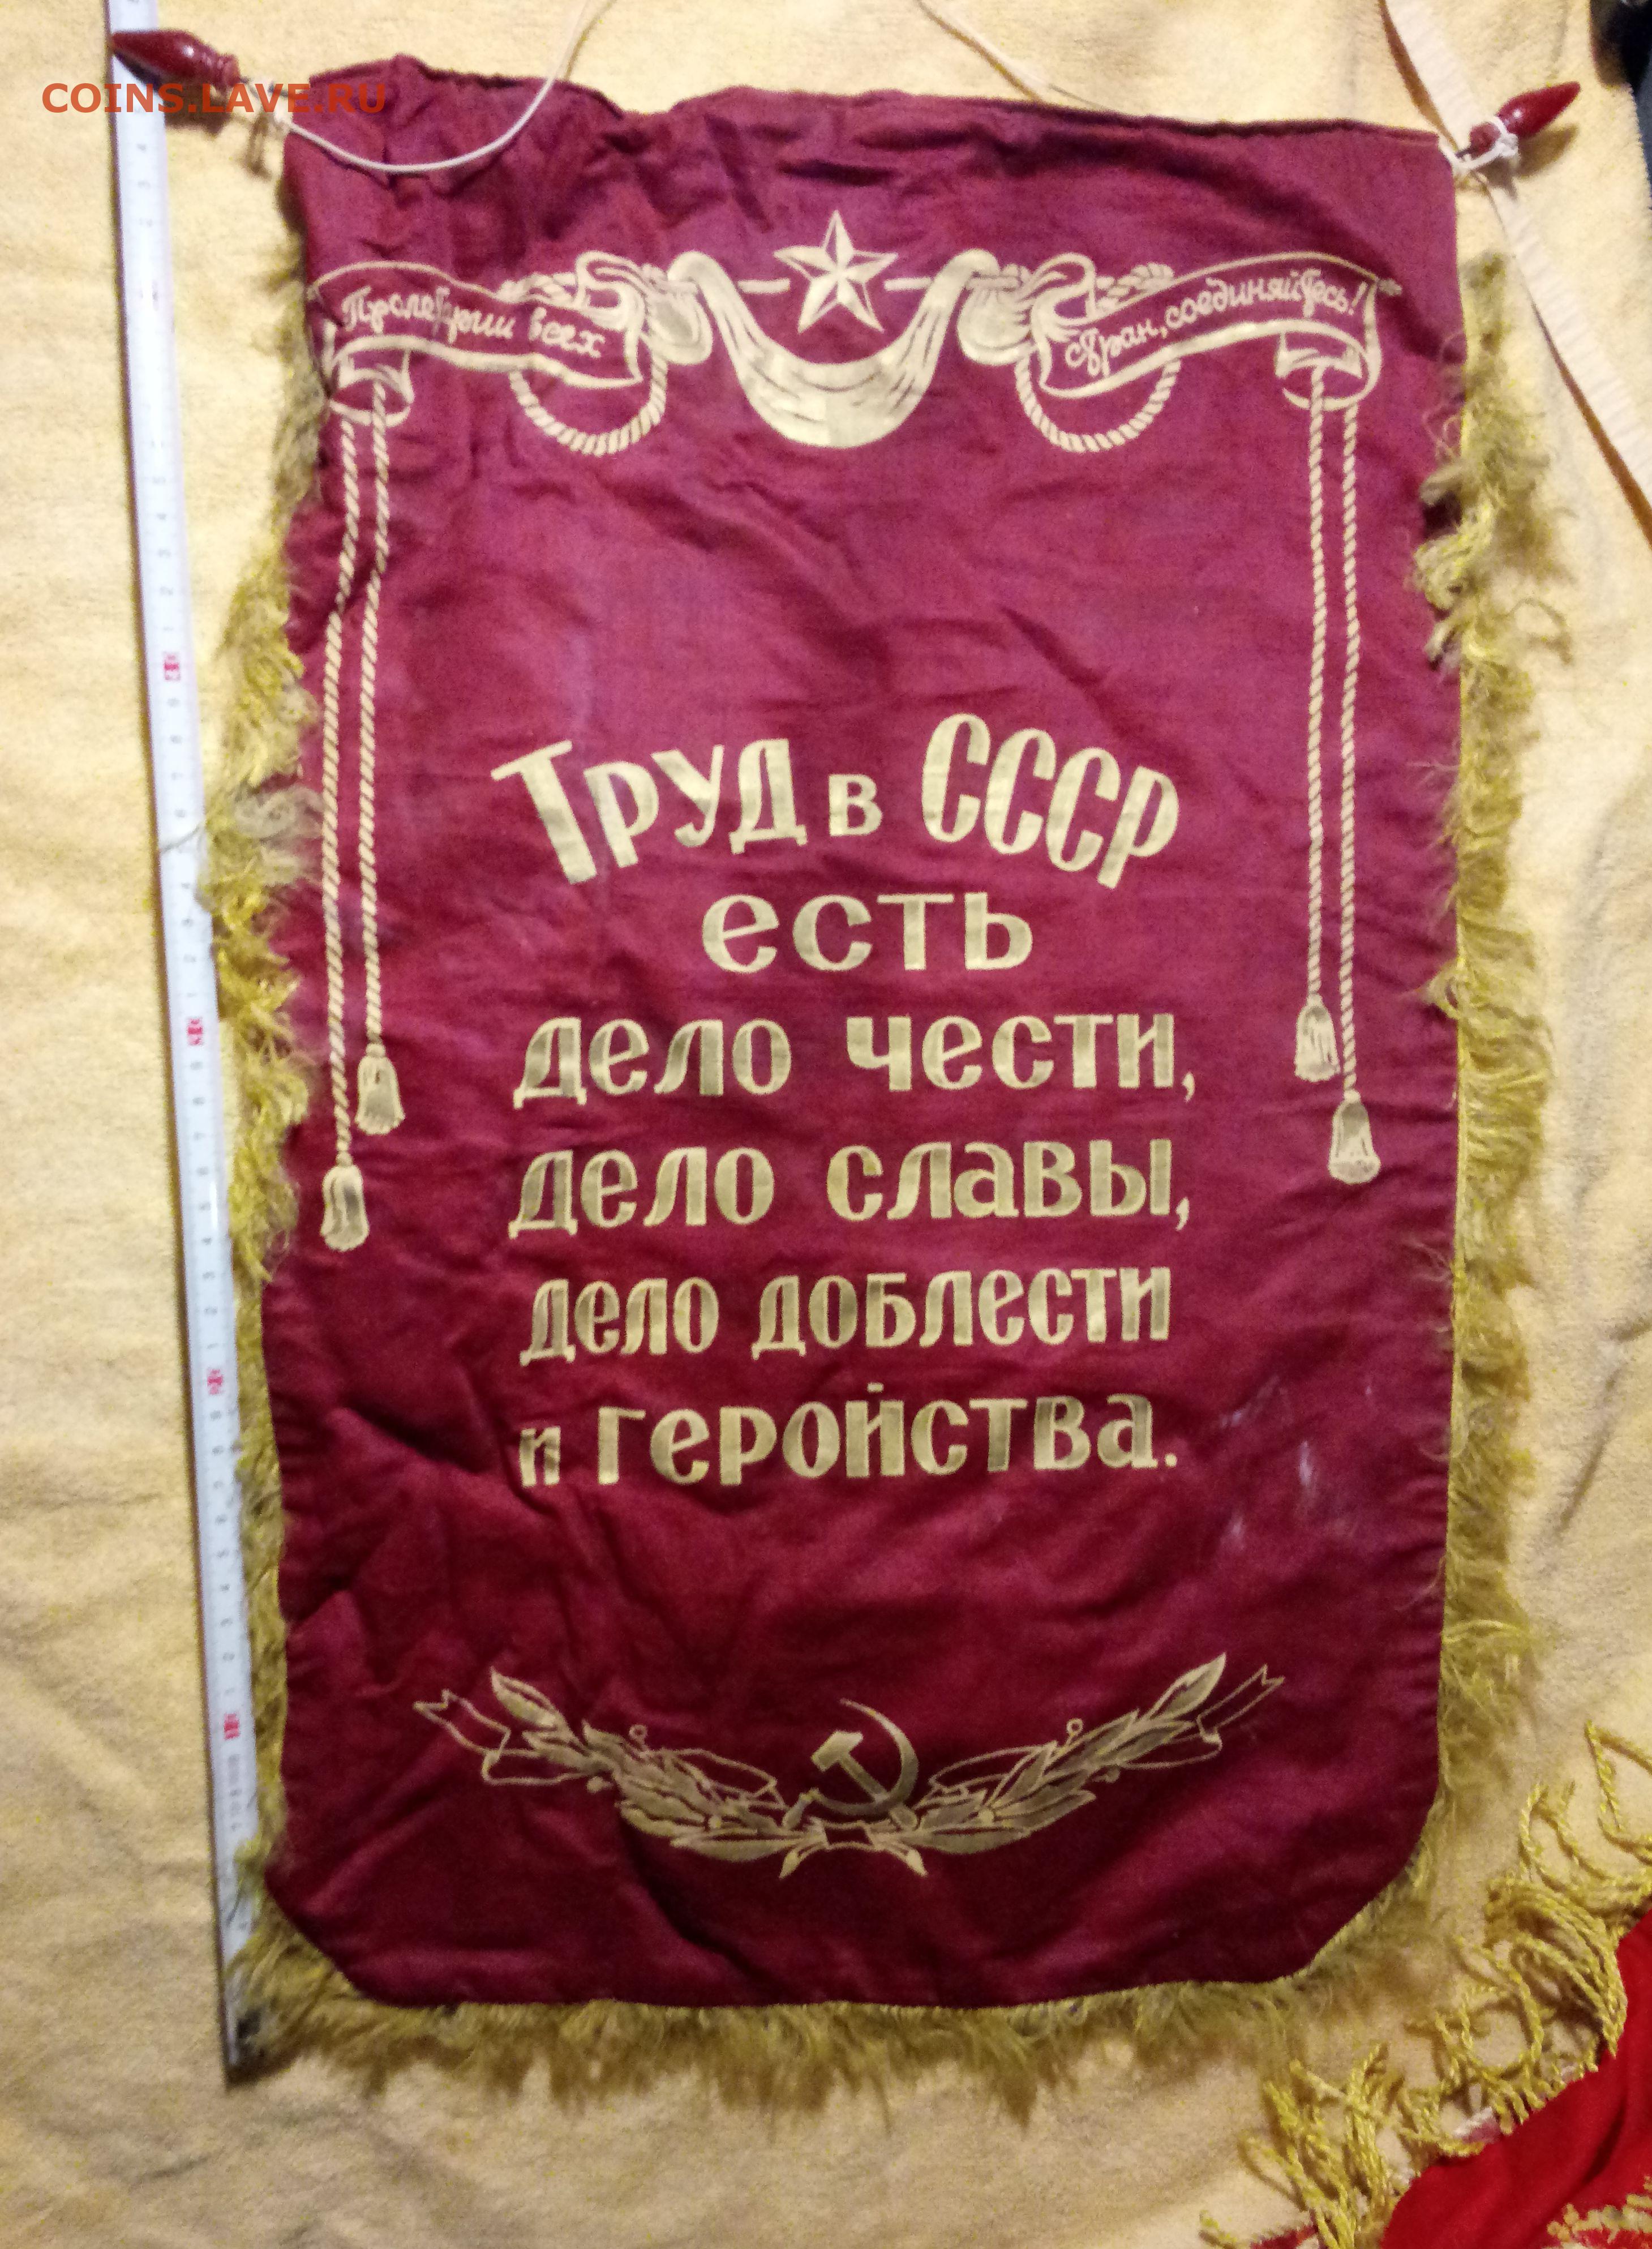 COINS.LAVE.RU
Пролетарии всех
стран, соединяйтесь!
Труд в СССР
есть
дело чести,
дело славы,
дело доблести
и геройства.